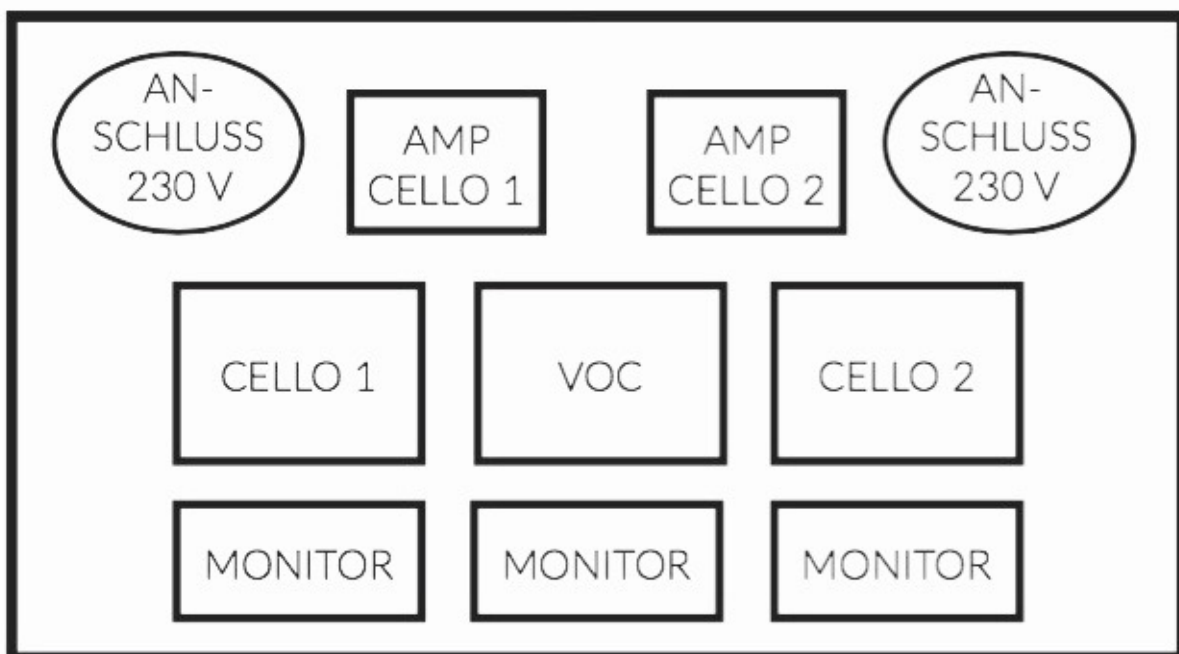 AN-
SCHLUSS
230 V
AMP
CELLO 1
AMP
CELLO 2
AN-
SCHLUSS
230 V
CELLO 1
VOC
CELLO 2
MONITOR
MONITOR
MONITOR